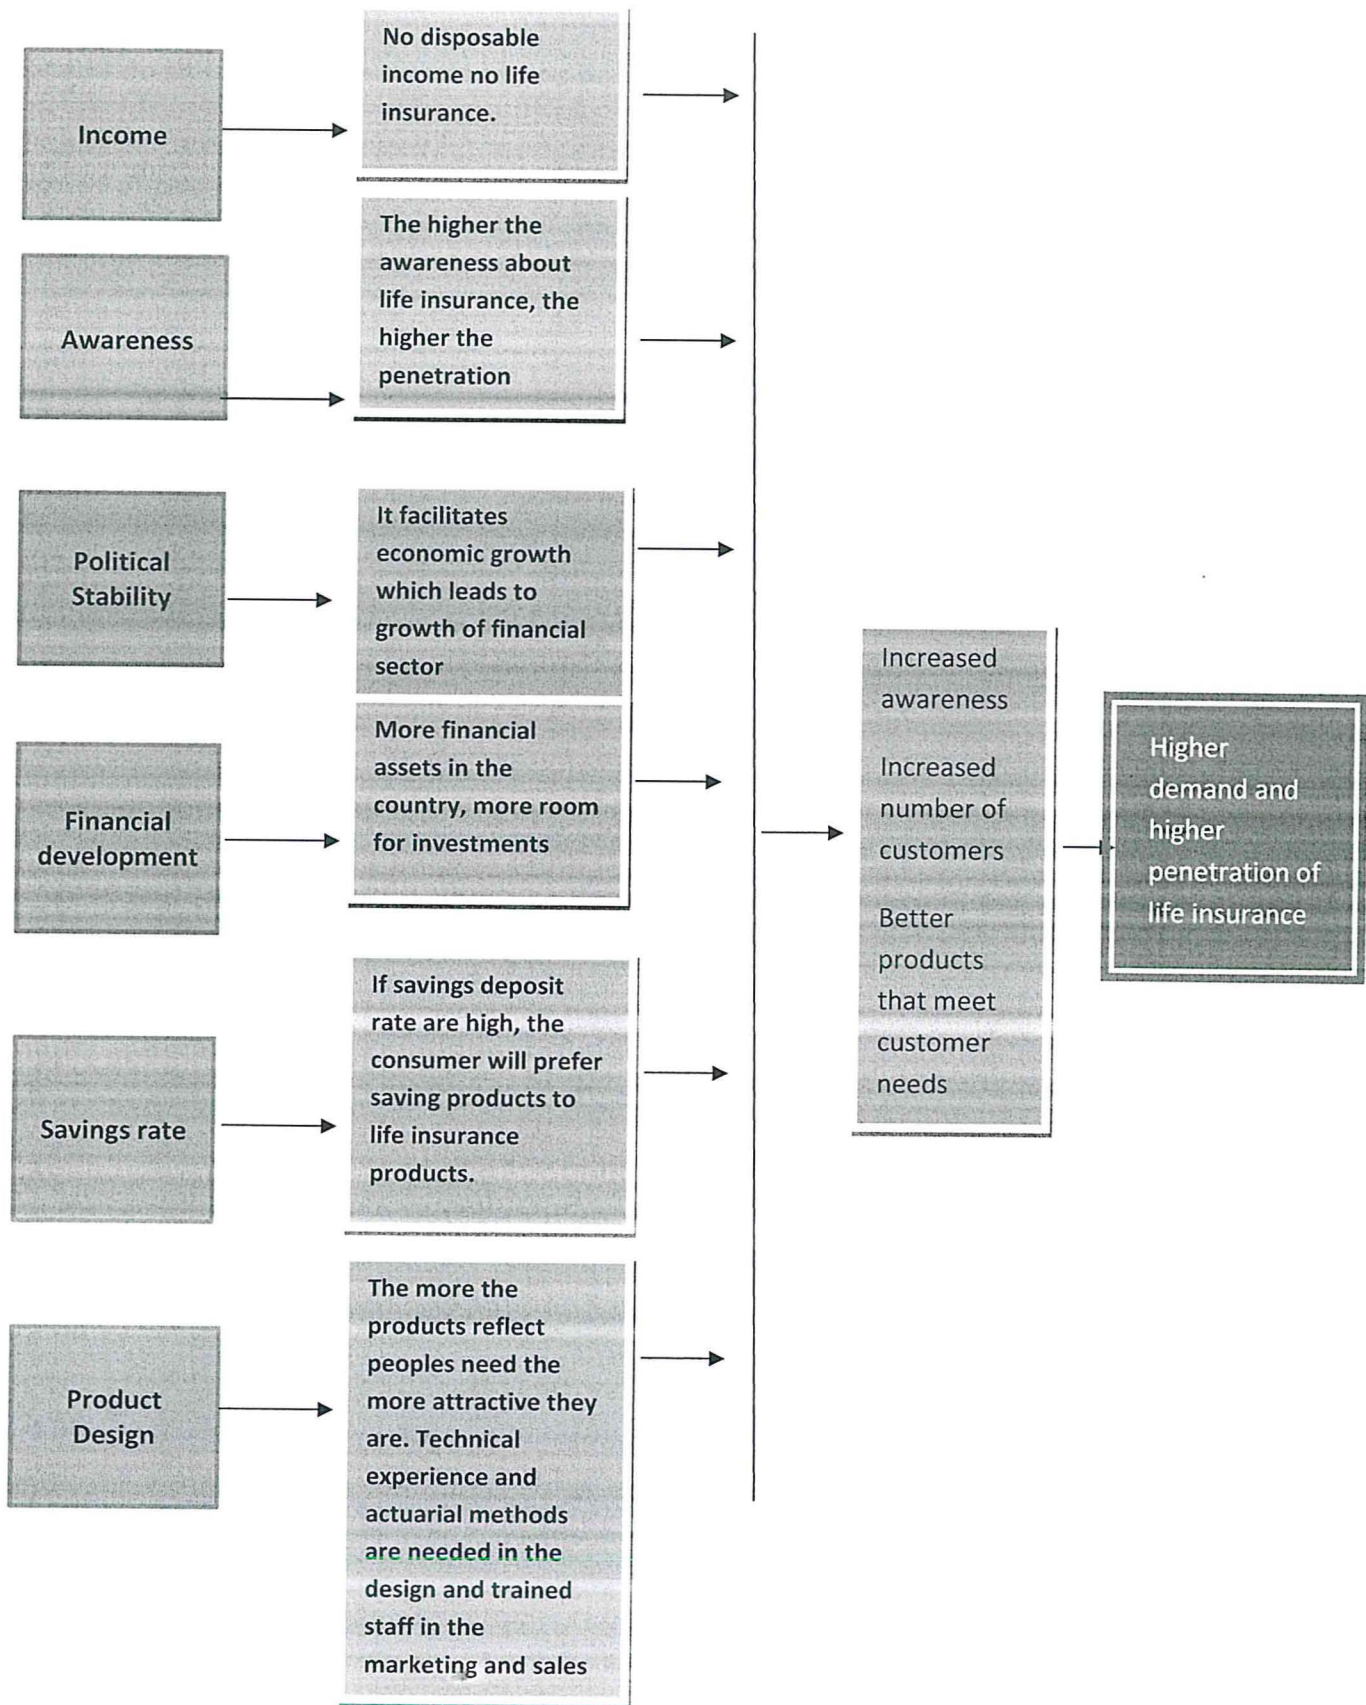 Income
No disposable
income no life
insurance.
Awareness
The higher the
awareness about
life insurance, the
higher the
penetration
Political
Stability
It facilitates
economic growth
which leads to
growth of financial
sector
Financial
development
More financial
assets in the
country, more room
for investments
Savings rate
If savings deposit
rate are high, the
consumer will prefer
saving products to
life insurance
products.
Product
Design
The more the
products reflect
peoples need the
more attractive they
are. Technical
experience and
actuarial methods
are needed in the
design and trained
staff in the
marketing and sales
Increased
awareness
Increased
number of
customers
Better
products
that meet
customer
needs
Higher
demand and
higher
penetration of
life insurance